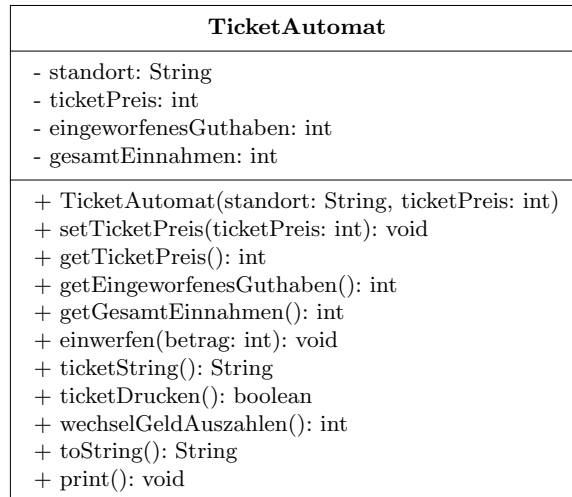 TicketAutomat
- standort: String
- ticketPreis: int
- eingeworfenesGuthaben: int
- gesamtEinnahmen: int
+ TicketAutomat(standort: String, ticketPreis: int)
+ setTicketPreis(ticketPreis: int): void
+ getTicketPreis(): int
+ getEingeworfenesGuthaben(): int
+ getGesamtEinnahmen(): int
+ einwerfen(betrag: int): void
+ ticketString(): String
+ ticketDrucken(): boolean
+ wechselGeldAuszahlen(): int
+ toString(): String
+ print(): void